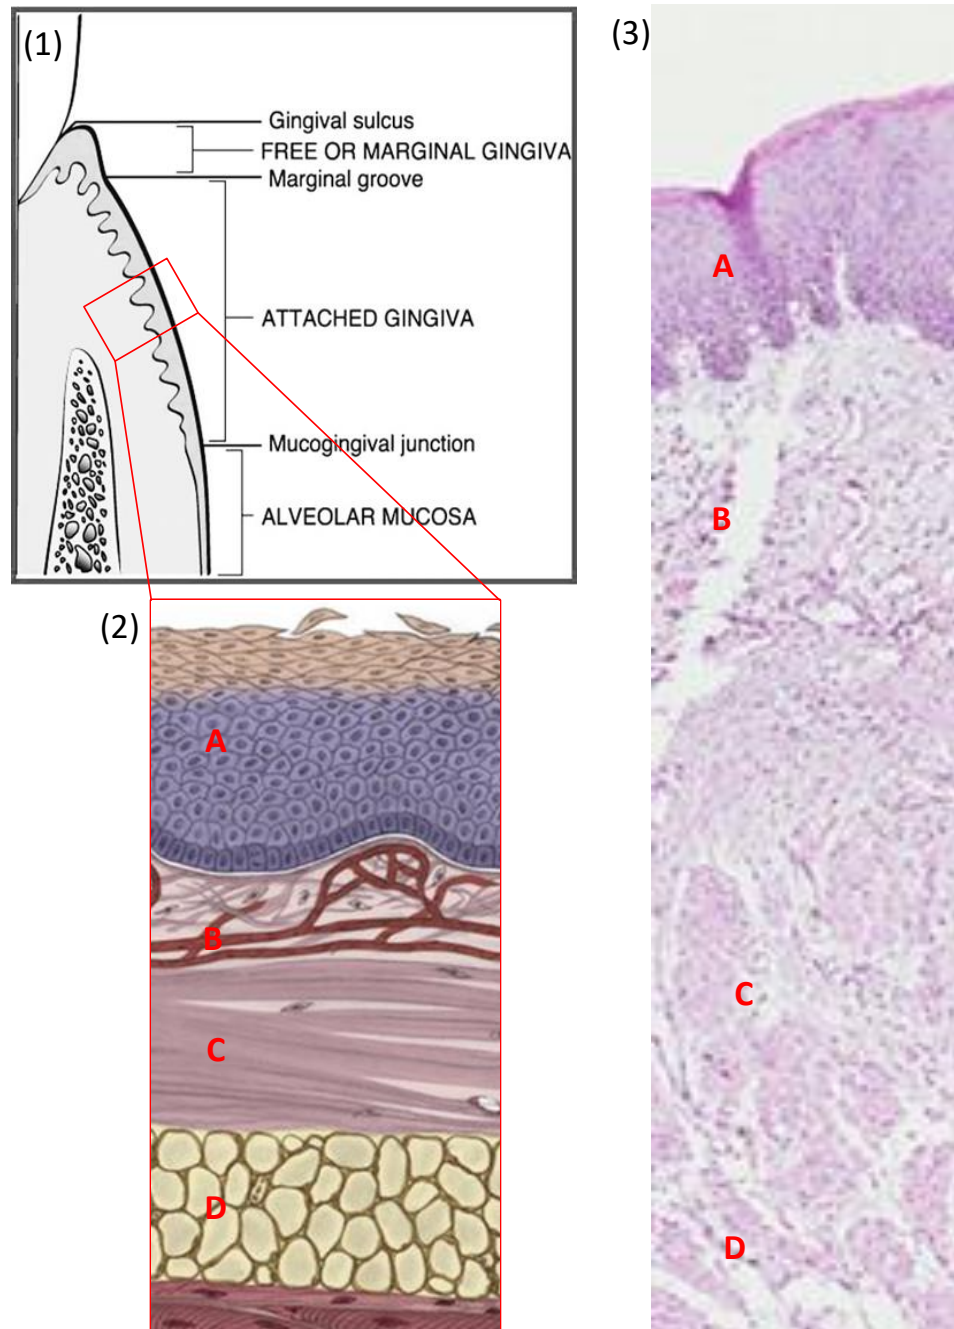 (1)
Gingival sulcus
FREE OR MARGINAL GINGIVA
Marginal groove
ATTACHED GINGIVA
Mucogingival junction
ALVEOLAR MUCOSA
(2)
A
B
C
D
(3)
A
B
C
D